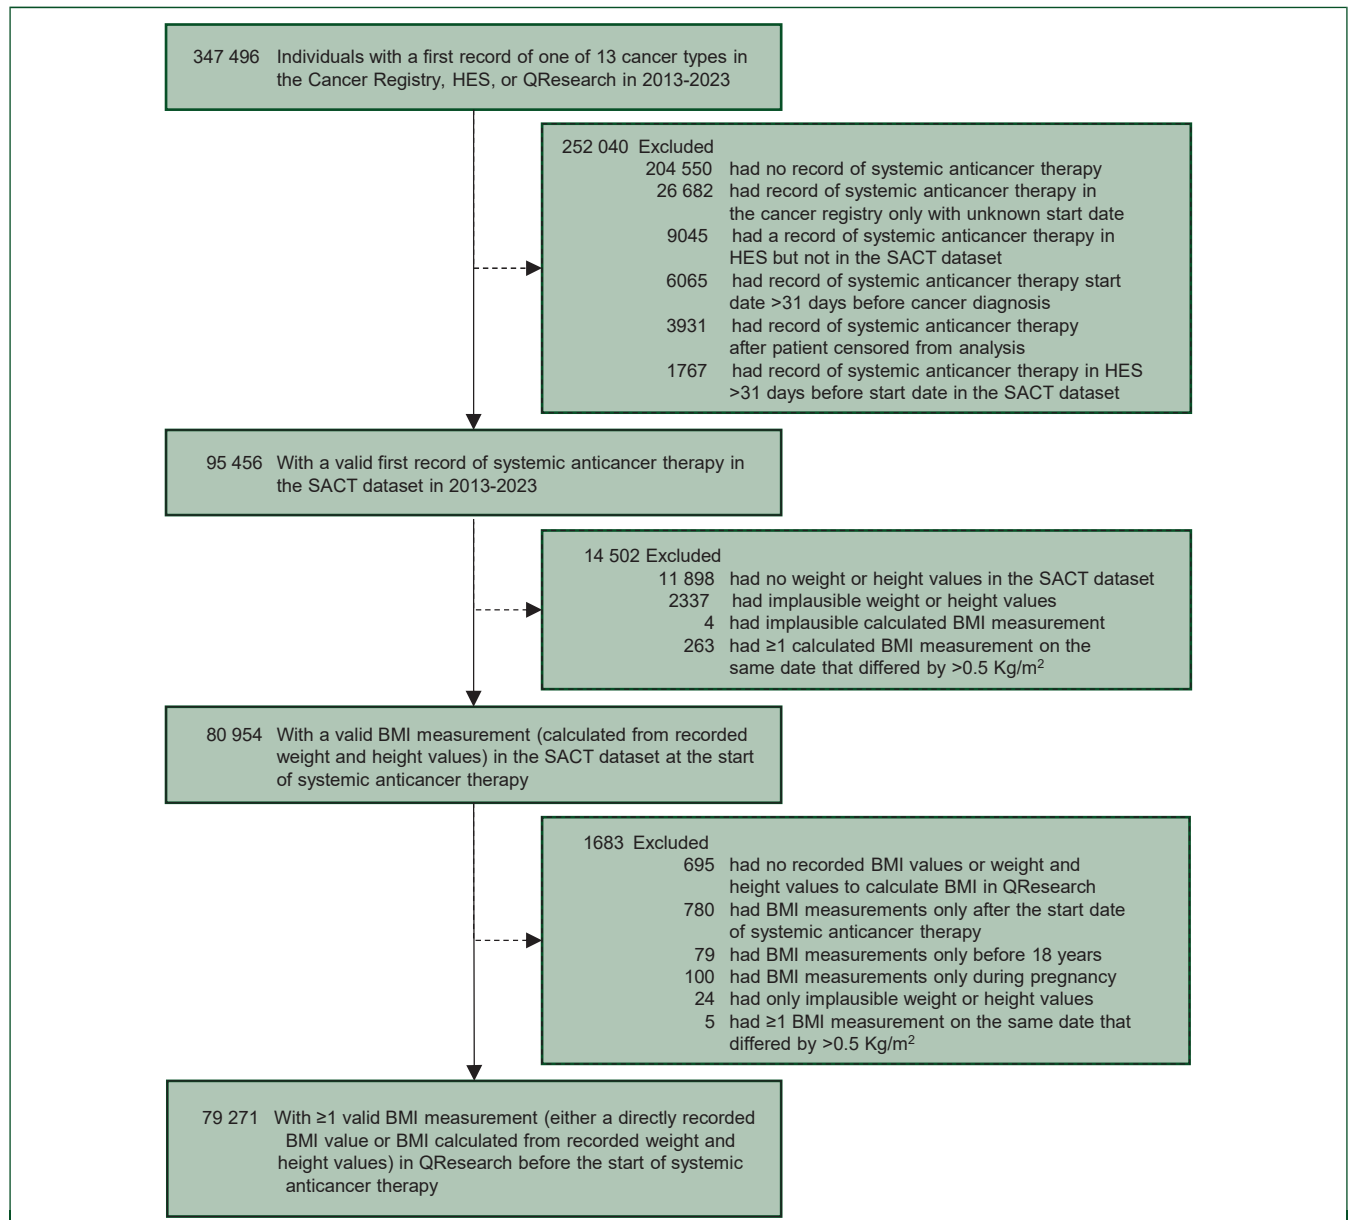 347 496 Individuals with a first record of one of 13 cancer types in
the Cancer Registry, HES, or QResearch in 2013-2023
252 040 Excluded
204 550 had no record of systemic anticancer therapy
26 682 had record of systemic anticancer therapy in
the cancer registry only with unknown start date
9045 had a record of systemic anticancer therapy in
HES but not in the SACT dataset
6065 had record of systemic anticancer therapy start
date >31 days before cancer diagnosis
3931 had record of systemic anticancer therapy
after patient censored from analysis
1767 had record of systemic anticancer therapy in HES
>31 days before start date in the SACT dataset
95 456 With a valid first record of systemic anticancer therapy in
the SACT dataset in 2013-2023
14 502 Excluded
11 898 had no weight or height values in the SACT dataset
2337 had implausible weight or height values
4 had implausible calculated BMI measurement
263 had ≥1 calculated BMI measurement on the
same date that differed by >0.5 Kg/m²
80 954 With a valid BMI measurement (calculated from recorded
weight and height values) in the SACT dataset at the start
of systemic anticancer therapy
1683 Excluded
695 had no recorded BMI values or weight and
height values to calculate BMI in QResearch
780 had BMI measurements only after the start date
of systemic anticancer therapy
79 had BMI measurements only before 18 years
100 had BMI measurements only during pregnancy
24 had only implausible weight or height values
5 had ≥1 BMI measurement on the same date that
differed by >0.5 Kg/m²
79 271 With ≥1 valid BMI measurement (either a directly recorded
BMI value or BMI calculated from recorded weight and
height values) in QResearch before the start of systemic
anticancer therapy